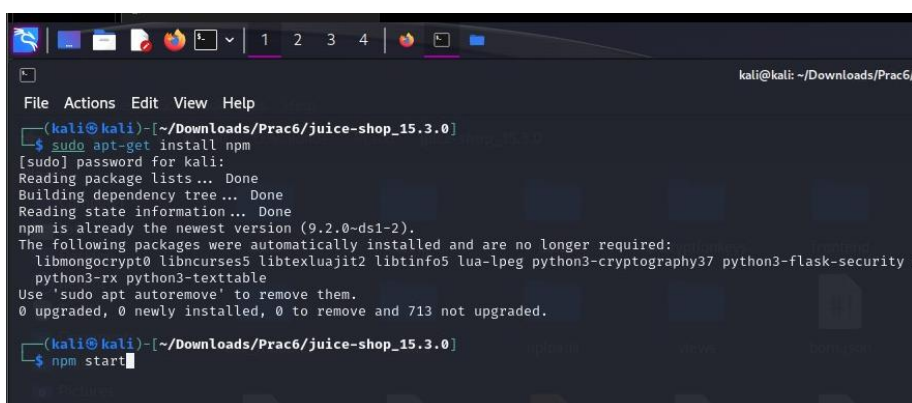 1 2 3 4
kali@kali: ~/Downloads/Prac6/
File Actions Edit View Help
(kali㉿kali)-[~/Downloads/Prac6/juice-shop_15.3.0]
$ sudo apt-get install npm
[sudo] password for kali:
Reading package lists... Done
Building dependency tree... Done
Reading state information... Done
npm is already the newest version (9.2.0~ds1-2).
The following packages were automatically installed and are no longer required:
libmongocrypt0 libncurses5 libtexluajit2 libtinfo5 lua-lpeg python3-cryptography37 python3-flask-security
python3-rx python3-texttable
Use 'sudo apt autoremove' to remove them.
0 upgraded, 0 newly installed, 0 to remove and 713 not upgraded.
(kali㉿kali)-[~/Downloads/Prac6/juice-shop_15.3.0]
$ npm start